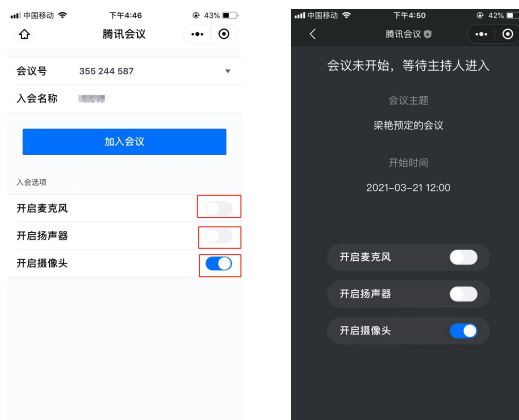 中国移动
下午4:46
43%
腾讯会议
会议号 355 244 587
入会名称
加入会议
入会选项
开启麦克风
开启扬声器
开启摄像头
中国移动
下午4:50
42%
腾讯会议
会议未开始，等待主持人进入
会议主题
梁艳预定的会议
开始时间
2021-03-21 12:00
开启麦克风
开启扬声器
开启摄像头